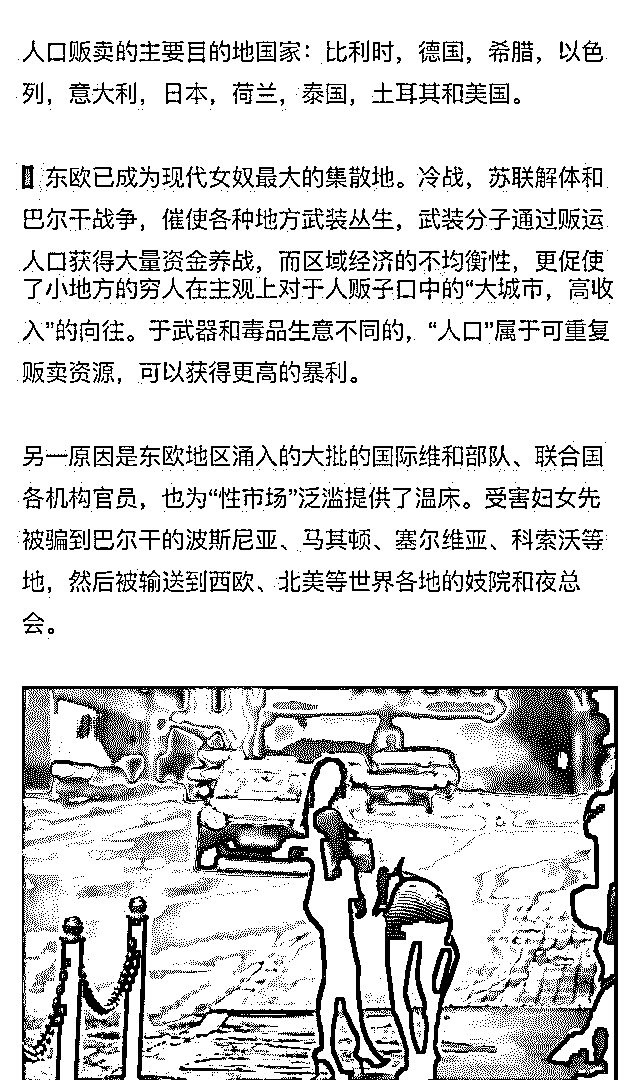 人口贩卖的主要目的地国家：比利时，德国，希腊，以色
列，意大利，日本，荷兰，泰国，土耳其和美国。
东欧已成为现代女奴最大的集散地。冷战，苏联解体和
巴尔干战争，催使各种地方武装丛生，武装分子通过贩运
人口获得大量资金养战，而区域经济的不均衡性，更促使
了小地方的穷人在主观上对于人贩子口中的“大城市，高收
入”的向往。于武器和毒品生意不同的，“人口”属于可重复
贩卖资源，可以获得更高的暴利。
另一原因是东欧地区涌入的大批的国际维和部队、联合国
各机构官员，也为“性市场”泛滥提供了温床。受害妇女先
被骗到巴尔干的波斯尼亚、马其顿、塞尔维亚、科索沃等
地，然后被输送到西欧、北美等世界各地的妓院和夜总
会。